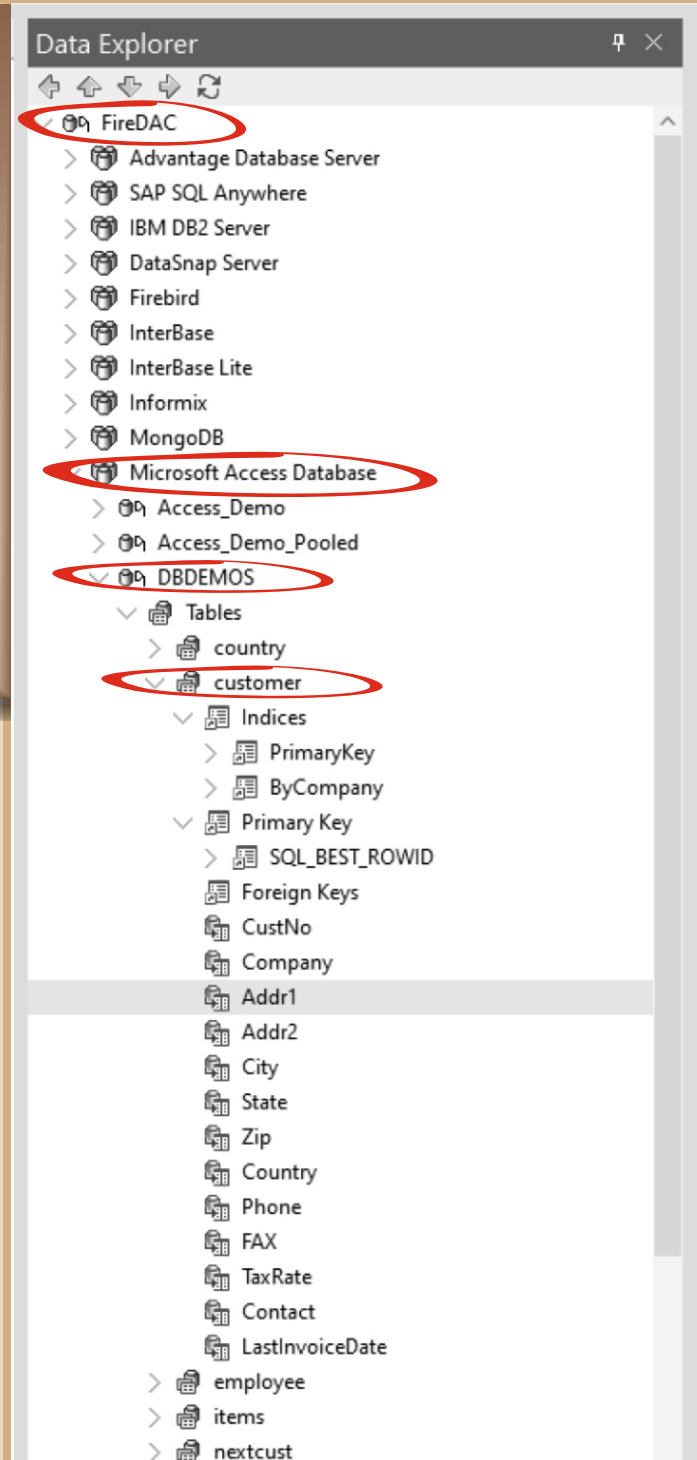 Data Explorer
FireDAC
Advantage Database Server
SAP SQL Anywhere
IBM DB2 Server
DataSnap Server
Firebird
InterBase
InterBase Lite
Informix
MongoDB
Microsoft Access Database
Access_Demo
Access_Demo_Pooled
DBDEMOS
Tables
country
customer
Indices
PrimaryKey
ByCompany
Primary Key
SQL_BEST_ROWID
Foreign Keys
CustNo
Company
Addr1
Addr2
City
State
Zip
Country
Phone
FAX
TaxRate
Contact
LastInvoiceDate
employee
items
nextcust